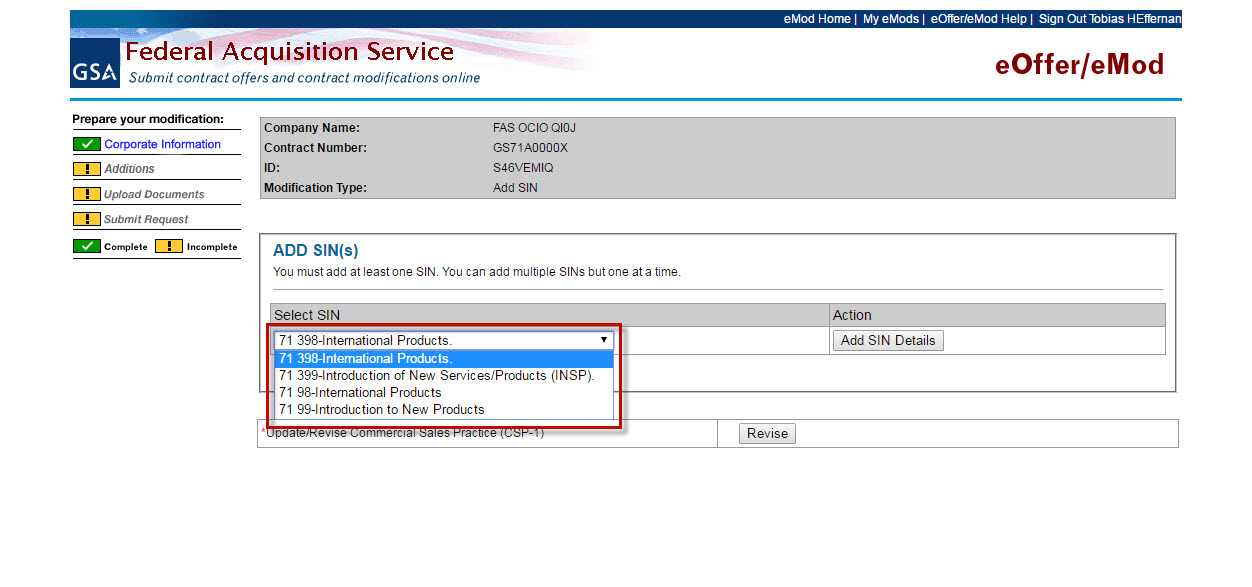 eMod Home | My eMods | eOffer/eMod Help | Sign Out Tobias HEffernan
GSA
Federal Acquisition Service
Submit contract offers and contract modifications online
eOffer/eMod
Prepare your modification:
Corporate Information
! Additions
! Upload Documents
! Submit Request
Complete ! Incomplete
Company Name: FAS OCIO QI0J
Contract Number: GS71A0000X
ID: S46VEMIQ
Modification Type: Add SIN
ADD SIN(s)
You must add at least one SIN. You can add multiple SINs but one at a time.
Select SIN Action
71 398-International Products. Add SIN Details
71 398-International Products.
71 399-Introduction of New Services/Products (INSP).
71 98-International Products
71 99-Introduction to New Products
*Update/Revise Commercial Sales Practice (CSP-1) Revise